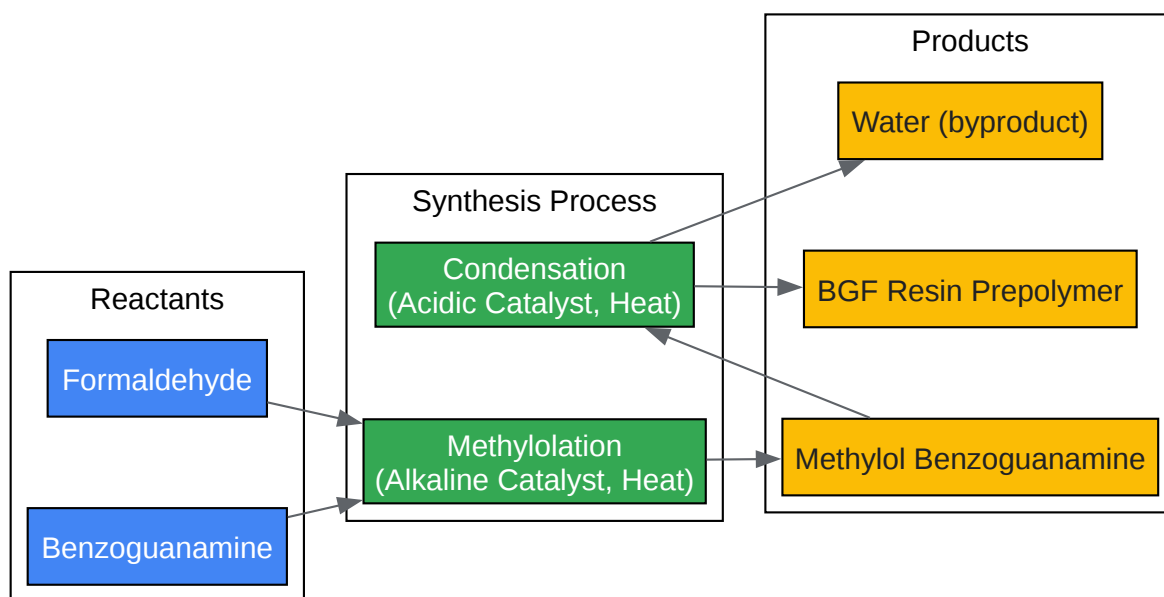 Reactants
Formaldehyde
Benzoguanamine
Synthesis Process
Condensation
(Acidic Catalyst, Heat)
Methylolation
(Alkaline Catalyst, Heat)
Products
Water (byproduct)
BGF Resin Prepolymer
Methylol Benzoguanamine